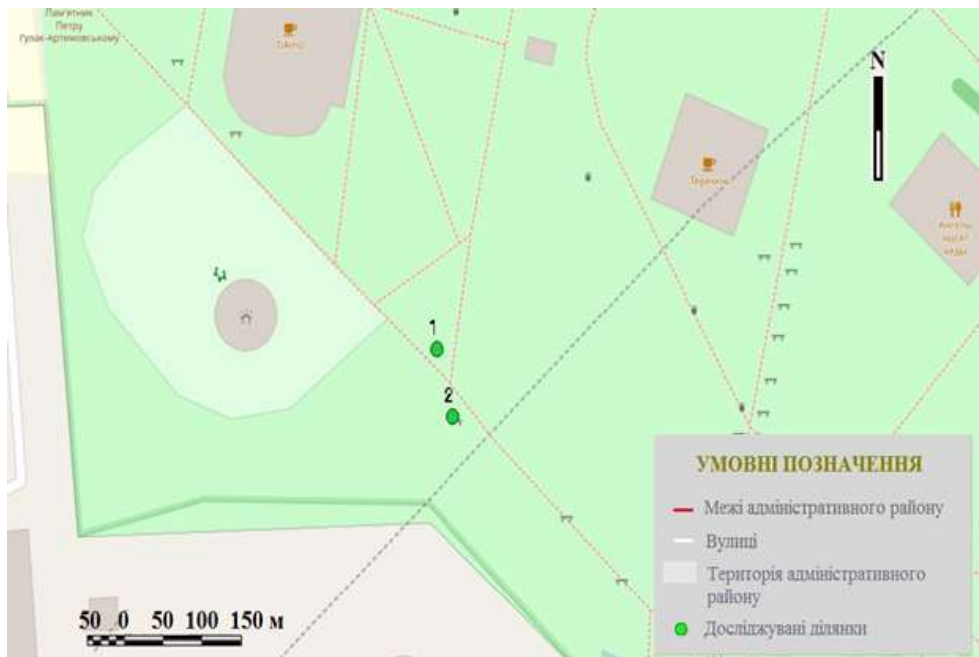 Пам'ятник
Петру
Гулак-Артемовському
N
Теремок
1
2
УМОВНІ ПОЗНАЧЕННЯ
Межі адміністративного району
Вулиці
Територія адміністративного
району
Досліджувані ділянки
50 0 50 100 150 м